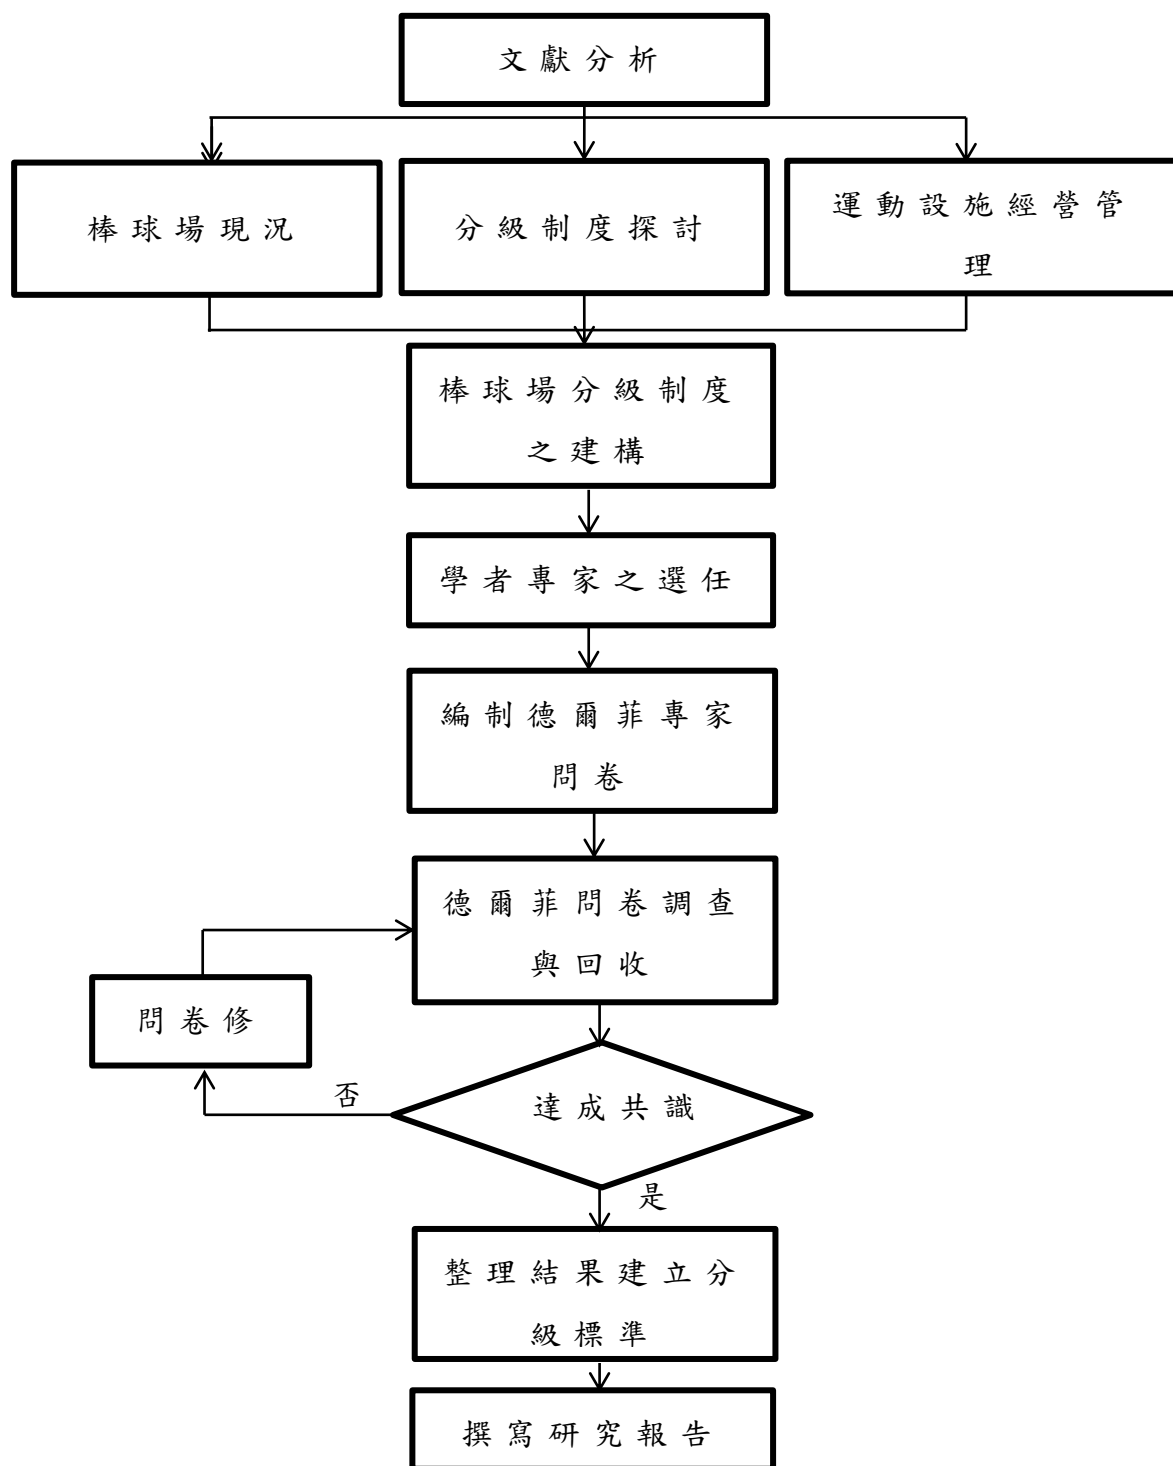 文獻分析
棒球場現況
分級制度探討
運動設施經營管
理
棒球場分級制度
之建構
學者專家之選任
編制德爾菲專家
問卷
德爾菲問卷調查
與回收
問卷修
否
達成共識
是
整理結果建立分
級標準
撰寫研究報告